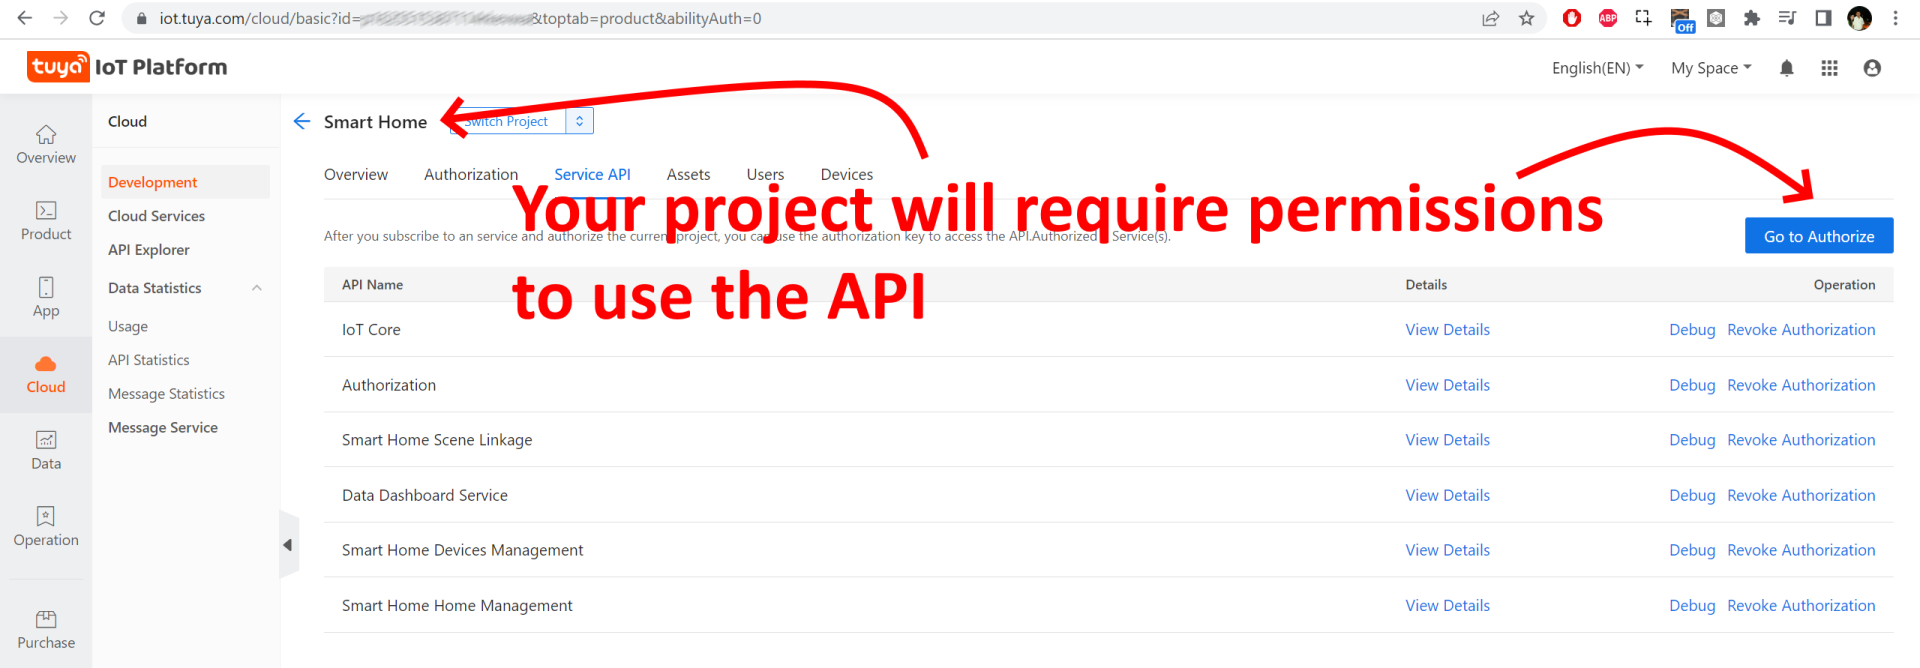 iot.tuya.com/cloud/basic?id= &toptab=product&abilityAuth=0
ABP
Off
tuya IoT Platform
English(EN)
My Space
Overview
Product
App
Cloud
Data
Operation
Purchase
Cloud
Development
Cloud Services
API Explorer
Data Statistics
Usage
API Statistics
Message Statistics
Message Service
Smart Home
Switch Project
Overview Authorization Service API Assets Users Devices
Your project will require permissions
to use the API
After you subscribe to an service and authorize the current project, you can use the authorization key to access the API.Authorized Service(s).
Go to Authorize
API Name Details Operation
IoT Core View Details Debug Revoke Authorization
Authorization View Details Debug Revoke Authorization
Smart Home Scene Linkage View Details Debug Revoke Authorization
Data Dashboard Service View Details Debug Revoke Authorization
Smart Home Devices Management View Details Debug Revoke Authorization
Smart Home Home Management View Details Debug Revoke Authorization